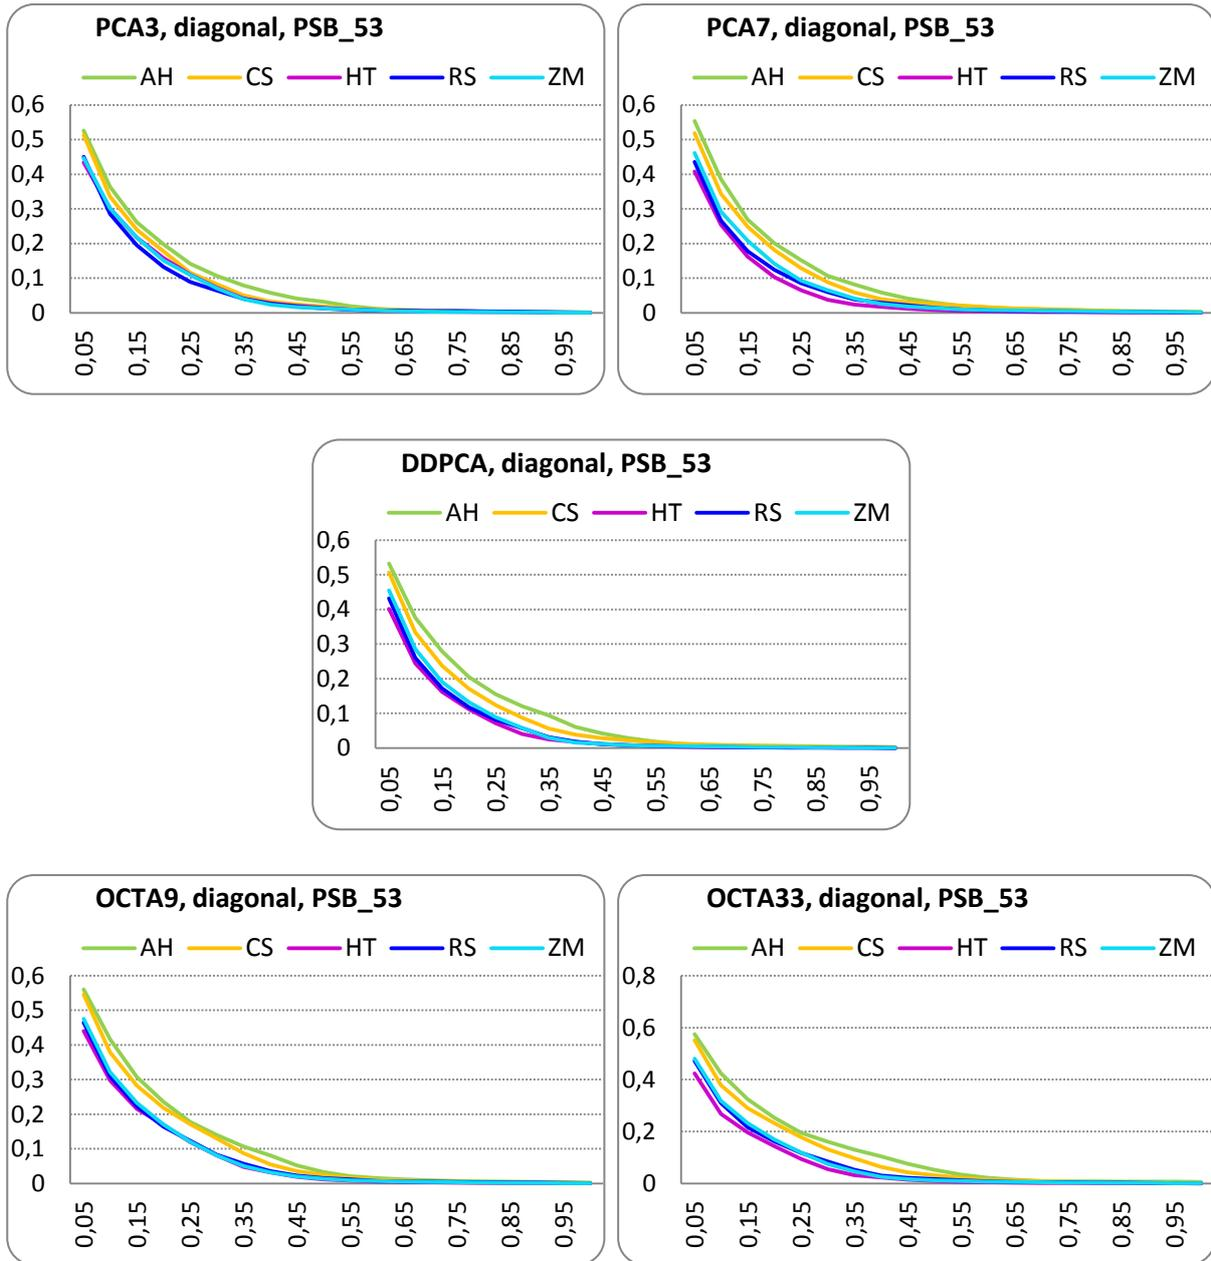 PCA3, diagonal, PSB_53
AH CS HT RS ZM
0,6
0,5
0,4
0,3
0,2
0,1
0
0,05 0,15 0,25 0,35 0,45 0,55 0,65 0,75 0,85 0,95
PCA7, diagonal, PSB_53
AH CS HT RS ZM
0,6
0,5
0,4
0,3
0,2
0,1
0
0,05 0,15 0,25 0,35 0,45 0,55 0,65 0,75 0,85 0,95
DDPCA, diagonal, PSB_53
AH CS HT RS ZM
0,6
0,5
0,4
0,3
0,2
0,1
0
0,05 0,15 0,25 0,35 0,45 0,55 0,65 0,75 0,85 0,95
OCTA9, diagonal, PSB_53
AH CS HT RS ZM
0,6
0,5
0,4
0,3
0,2
0,1
0
0,05 0,15 0,25 0,35 0,45 0,55 0,65 0,75 0,85 0,95
OCTA33, diagonal, PSB_53
AH CS HT RS ZM
0,8
0,6
0,4
0,2
0
0,05 0,15 0,25 0,35 0,45 0,55 0,65 0,75 0,85 0,95